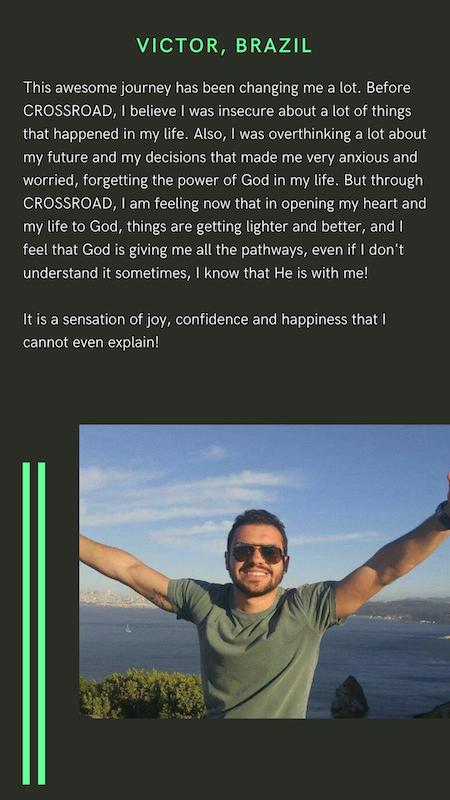 VICTOR, BRAZIL
This awesome journey has been changing me a lot. Before
CROSSROAD, I believe I was insecure about a lot of things
that happened in my life. Also, I was overthinking a lot about
my future and my decisions that made me very anxious and
worried, forgetting the power of God in my life. But through
CROSSROAD, I am feeling now that in opening my heart and
my life to God, things are getting lighter and better, and I
feel that God is giving me all the pathways, even if I don't
understand it sometimes, I know that He is with me!
It is a sensation of joy, confidence and happiness that I
cannot even explain!